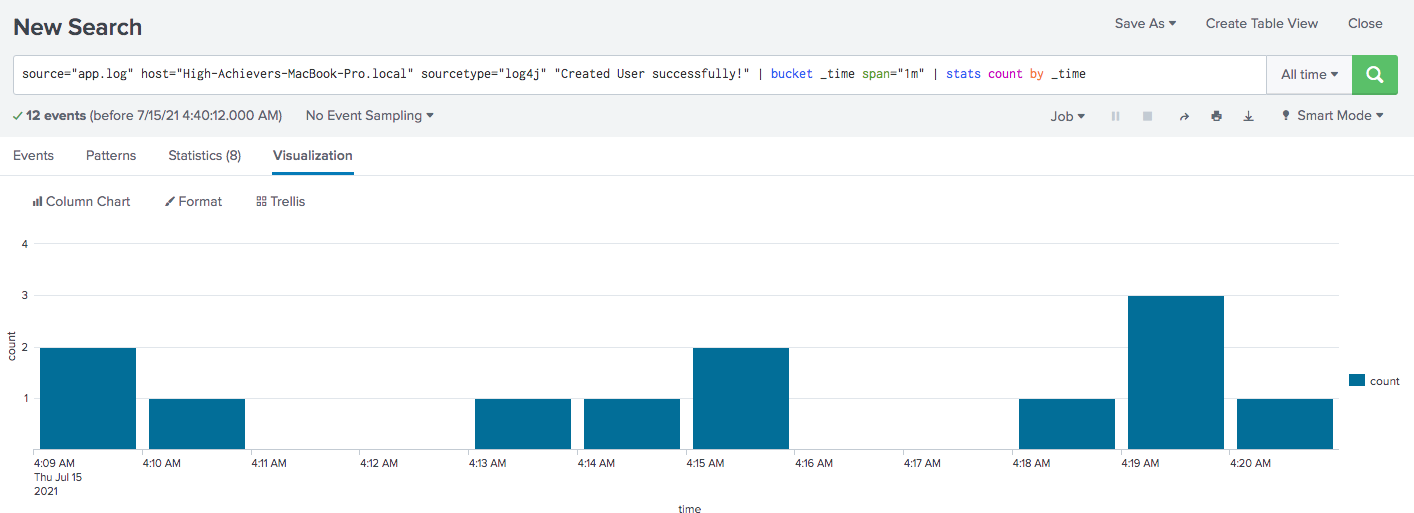 New Search
Save As ▾ Create Table View Close
source="app.log" host="High-Achievers-MacBook-Pro.local" sourcetype="log4j" "Created User successfully!" | bucket _time span="1m" | stats count by _time
All time ▾
✓ 12 events (before 7/15/21 4:40:12.000 AM) No Event Sampling ▾
Job ▾ Smart Mode ▾
Events Patterns Statistics (8) Visualization
Column Chart Format Trellis
4
3
2
1
count
count
4:09 AM 4:10 AM 4:11 AM 4:12 AM 4:13 AM 4:14 AM 4:15 AM 4:16 AM 4:17 AM 4:18 AM 4:19 AM 4:20 AM
Thu Jul 15
2021
time